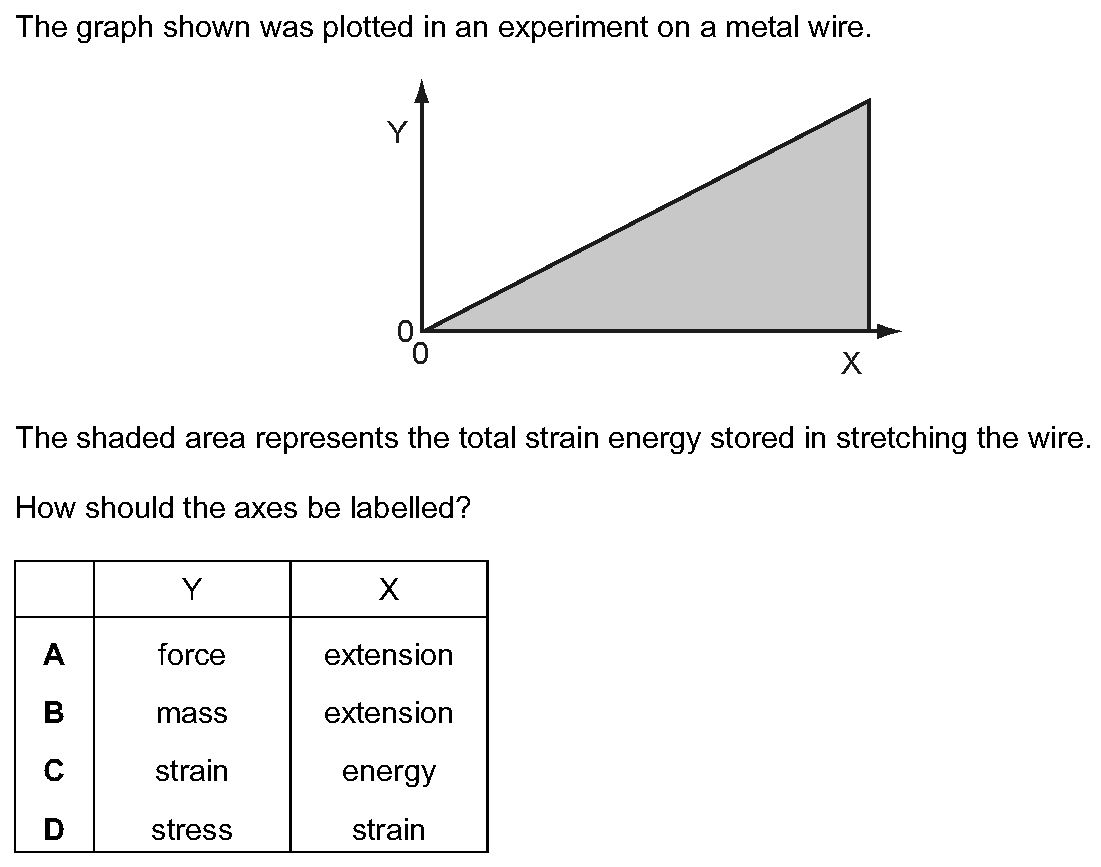 The graph shown was plotted in an experiment on a metal wire.
Y
0
0
X
The shaded area represents the total strain energy stored in stretching the wire.
How should the axes be labelled?
Y X
A force extension
B mass extension
C strain energy
D stress strain